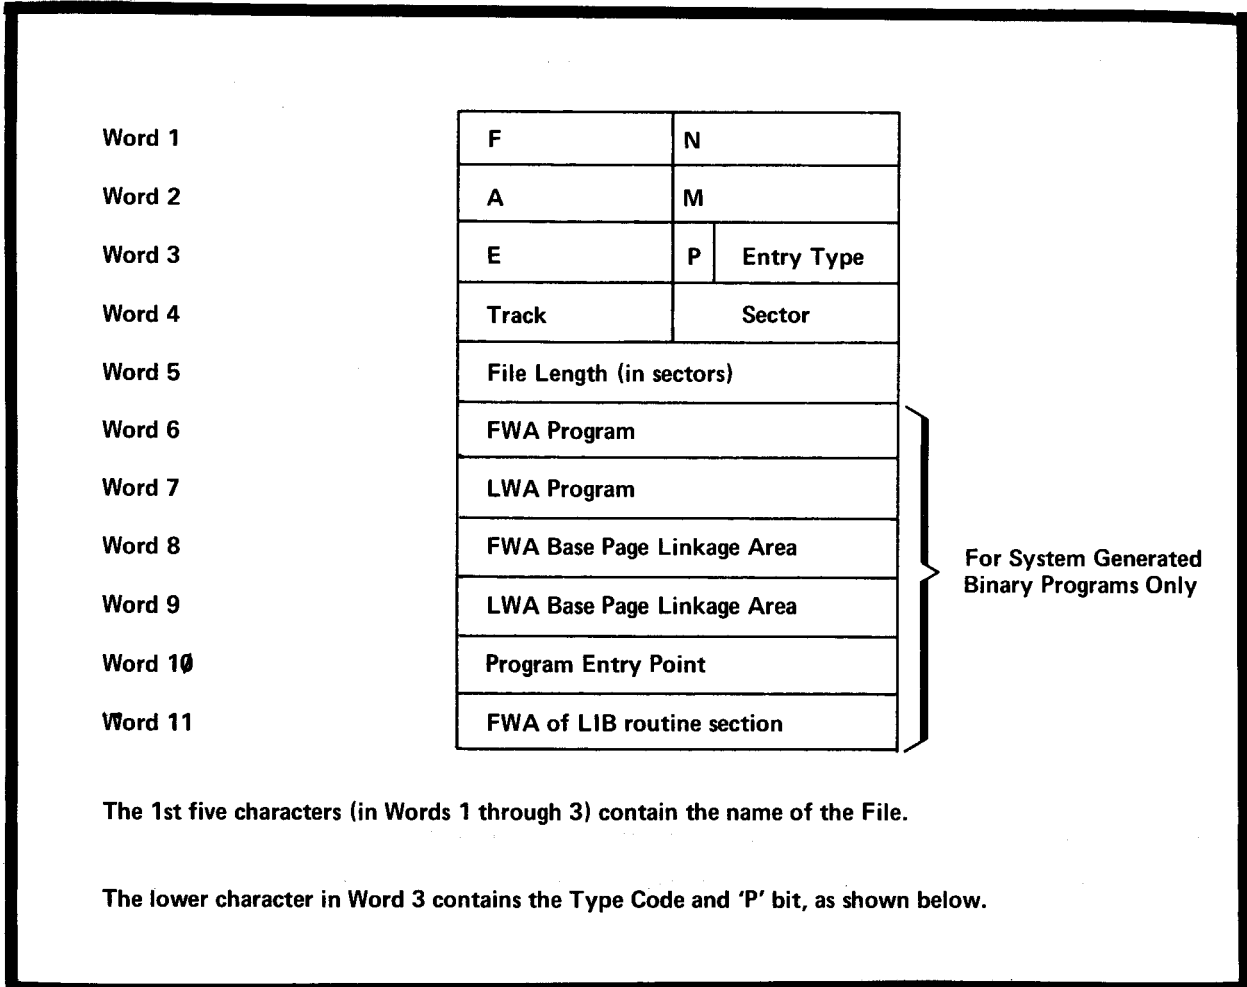 Word 1 F N
Word 2 A M
Word 3 E P Entry Type
Word 4 Track Sector
Word 5 File Length (in sectors)
Word 6 FWA Program
Word 7 LWA Program
Word 8 FWA Base Page Linkage Area
Word 9 LWA Base Page Linkage Area
Word 10 Program Entry Point
Word 11 FWA of LIB routine section
For System Generated
Binary Programs Only
The 1st five characters (in Words 1 through 3) contain the name of the File.
The lower character in Word 3 contains the Type Code and 'P' bit, as shown below.